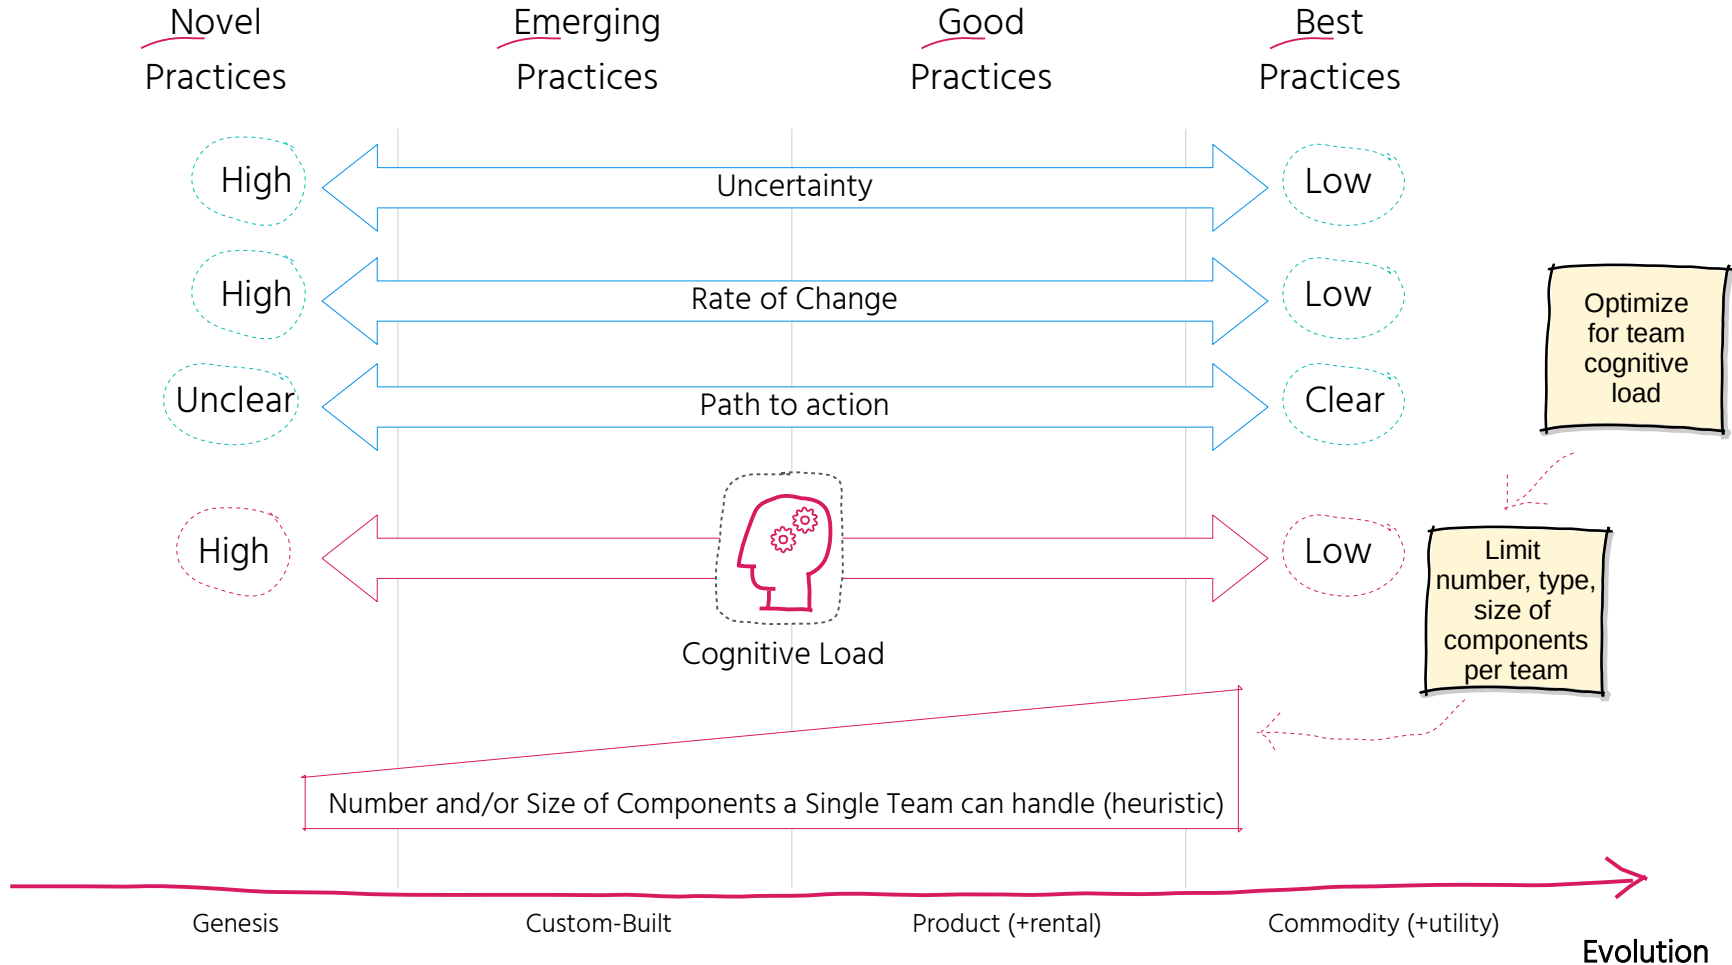 Novel
Practices
Emerging
Practices
Good
Practices
Best
Practices
High
Uncertainty
Low
High
Rate of Change
Low
Unclear
Path to action
Clear
Optimize
for team
cognitive
load
High
Low
Cognitive Load
Limit
number, type,
size of
components
per team
Number and/or Size of Components a Single Team can handle (heuristic)
Genesis
Custom-Built
Product (+rental)
Commodity (+utility)
Evolution